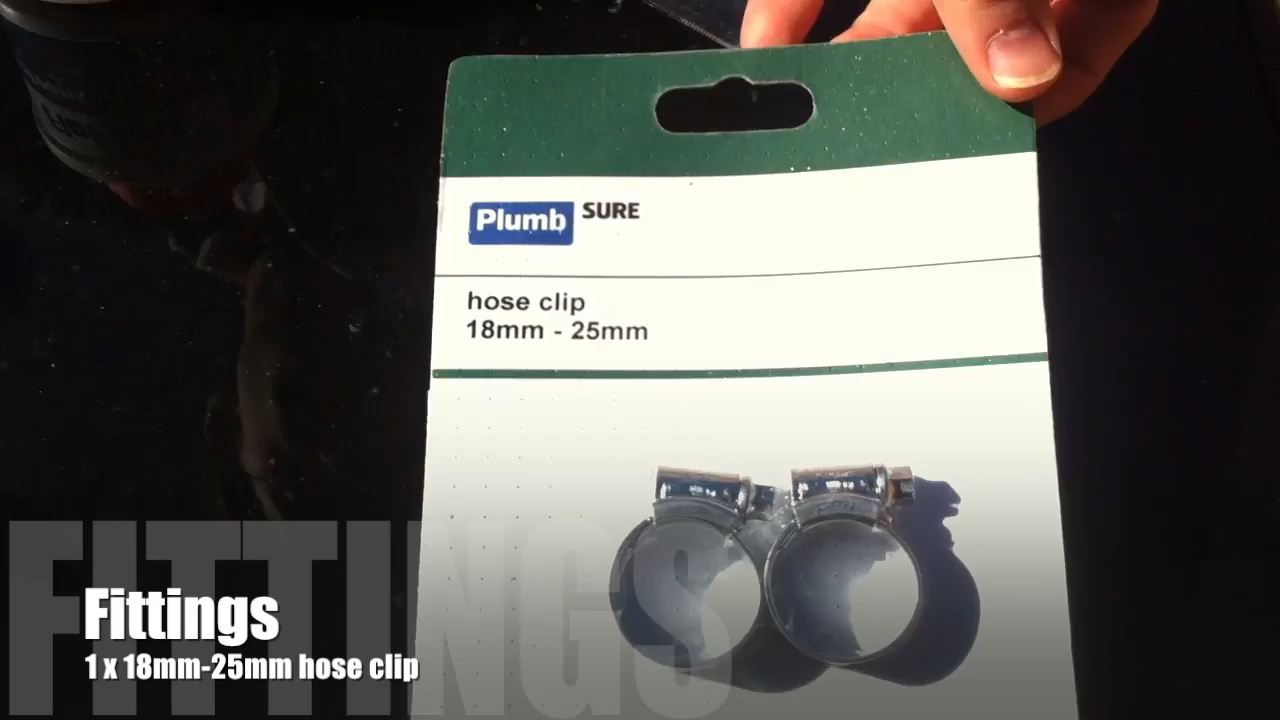 Plumb SURE
hose clip
18mm - 25mm
FITTINGS
Fittings
1 x 18mm-25mm hose clip